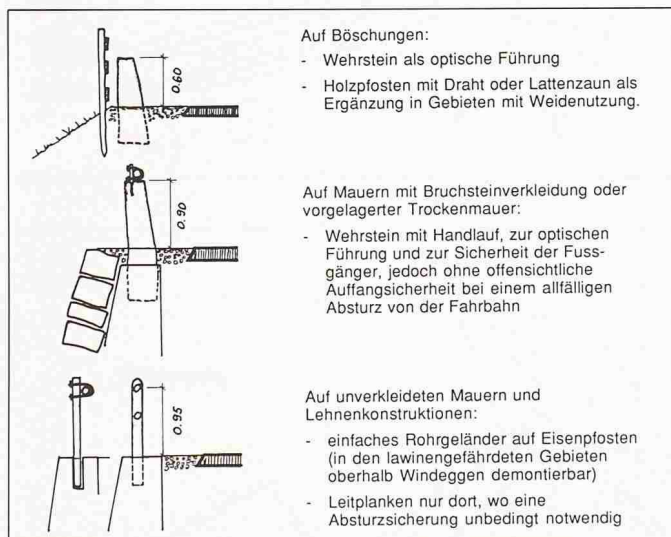 Auf Böschungen:
- Wehrstein als optische Führung
- Holzpfosten mit Draht oder Lattenzaun als
Ergänzung in Gebieten mit Weidenutzung.
0.60
Auf Mauern mit Bruchsteinverkleidung oder
vorgelagerter Trockenmauer:
- Wehrstein mit Handlauf, zur optischen
Führung und zur Sicherheit der Fuss-
gänger, jedoch ohne offensichtliche
Auffangsicherheit bei einem allfälligen
Absturz von der Fahrbahn
0.90
Auf unverkleideten Mauern und
Lehnenkonstruktionen:
- einfaches Rohrgeländer auf Eisenpfosten
(in den lawinengefährdeten Gebieten
oberhalb Windeggen demontierbar)
- Leitplanken nur dort, wo eine
Absturzsicherung unbedingt notwendig
0.95